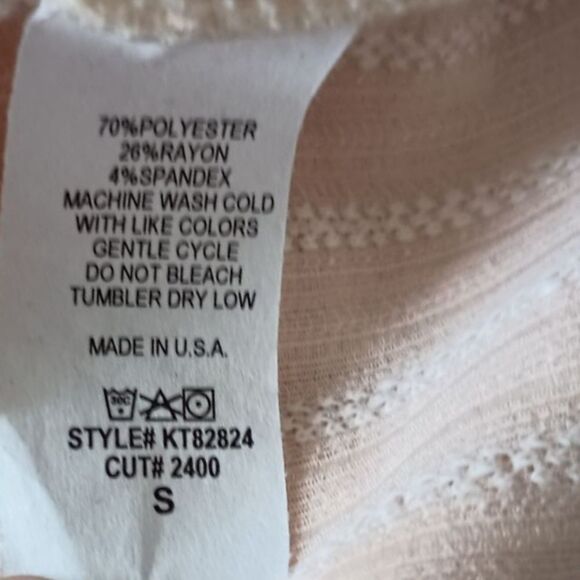 70%POLYESTER
26%RAYON
4%SPANDEX
MACHINE WASH COLD
WITH LIKE COLORS
GENTLE CYCLE
DO NOT BLEACH
TUMBLER DRY LOW
MADE IN U.S.A.
30C
STYLE# KT82824
CUT# 2400
S